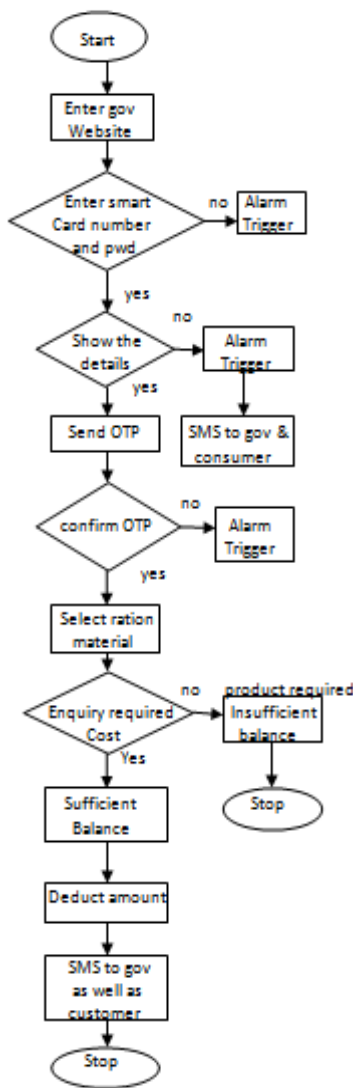 Start
Enter gov
Website
Enter smart
Card number
and pwd
no
Alarm
Trigger
yes
Show the
details
no
Alarm
Trigger
yes
Send OTP
SMS to gov &
consumer
confirm OTP
no
Alarm
Trigger
yes
Select ration
material
Enquiry required
Cost
no
product required
Insufficient
balance
Yes
Stop
Sufficient
Balance
Deduct amount
SMS to gov
as well as
customer
Stop